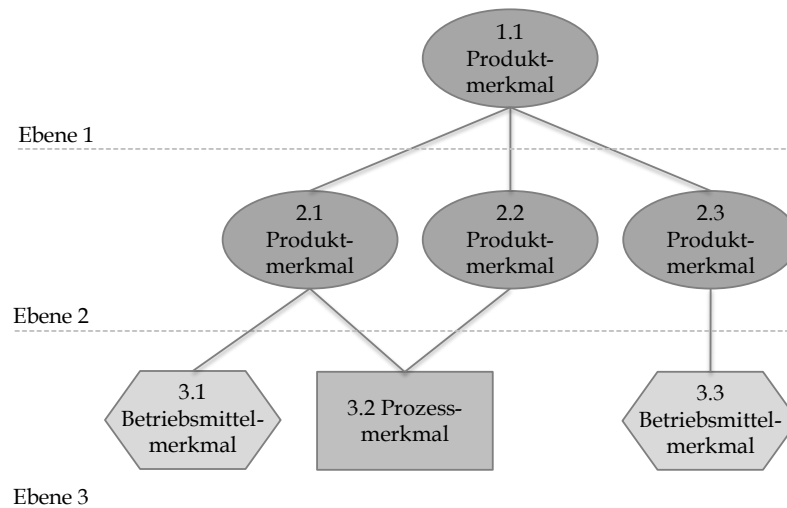 1.1
Produkt-
merkmal
Ebene 1
2.1
Produkt-
merkmal
2.2
Produkt-
merkmal
2.3
Produkt-
merkmal
Ebene 2
3.1
Betriebsmittel-
merkmal
3.2 Prozess-
merkmal
3.3
Betriebsmittel-
merkmal
Ebene 3